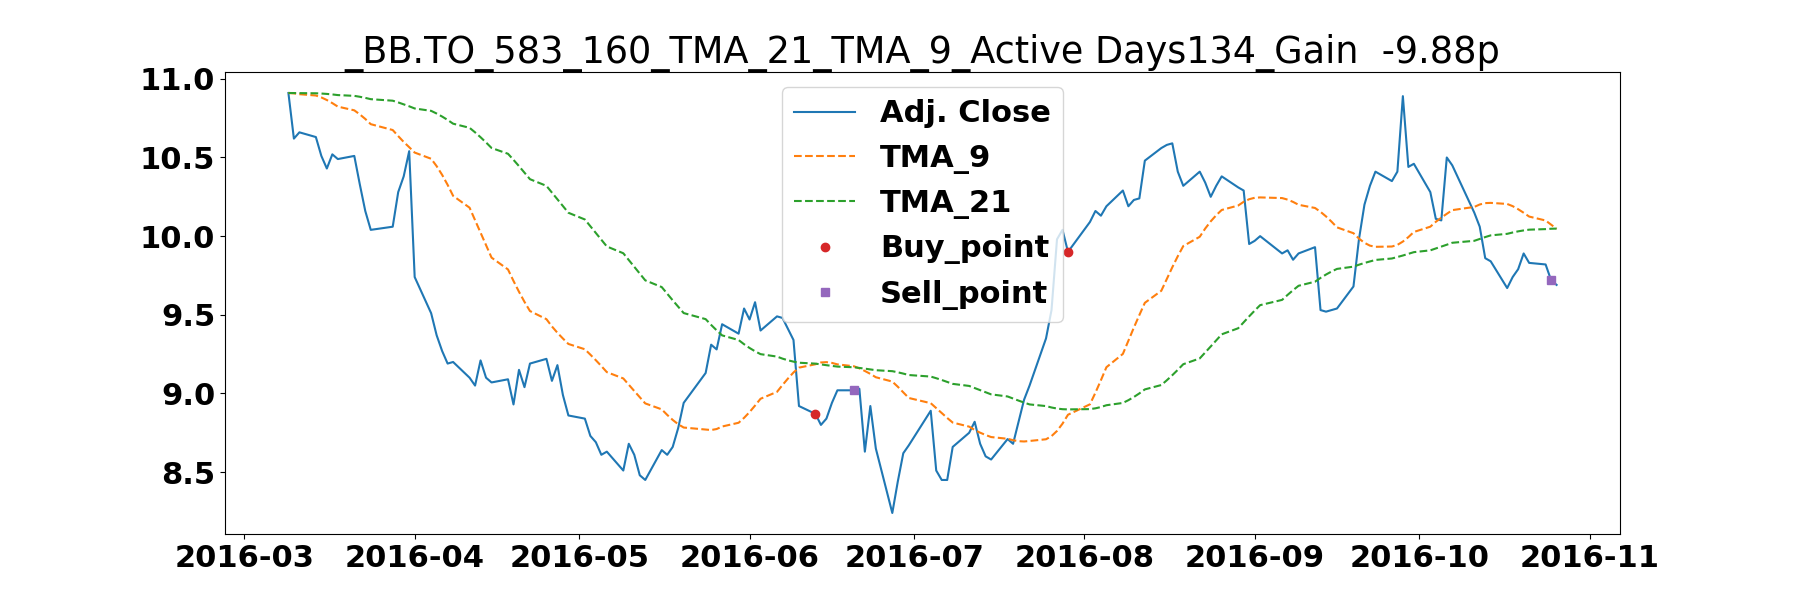 _BB.TO_583_160_TMA_21_TMA_9_Active Days134_Gain  -9.88p
11.0
10.5
10.0
9.5
9.0
8.5
Adj. Close
TMA_9
TMA_21
Buy_point
Sell_point
2016-03 2016-04 2016-05 2016-06 2016-07 2016-08 2016-09 2016-10 2016-11